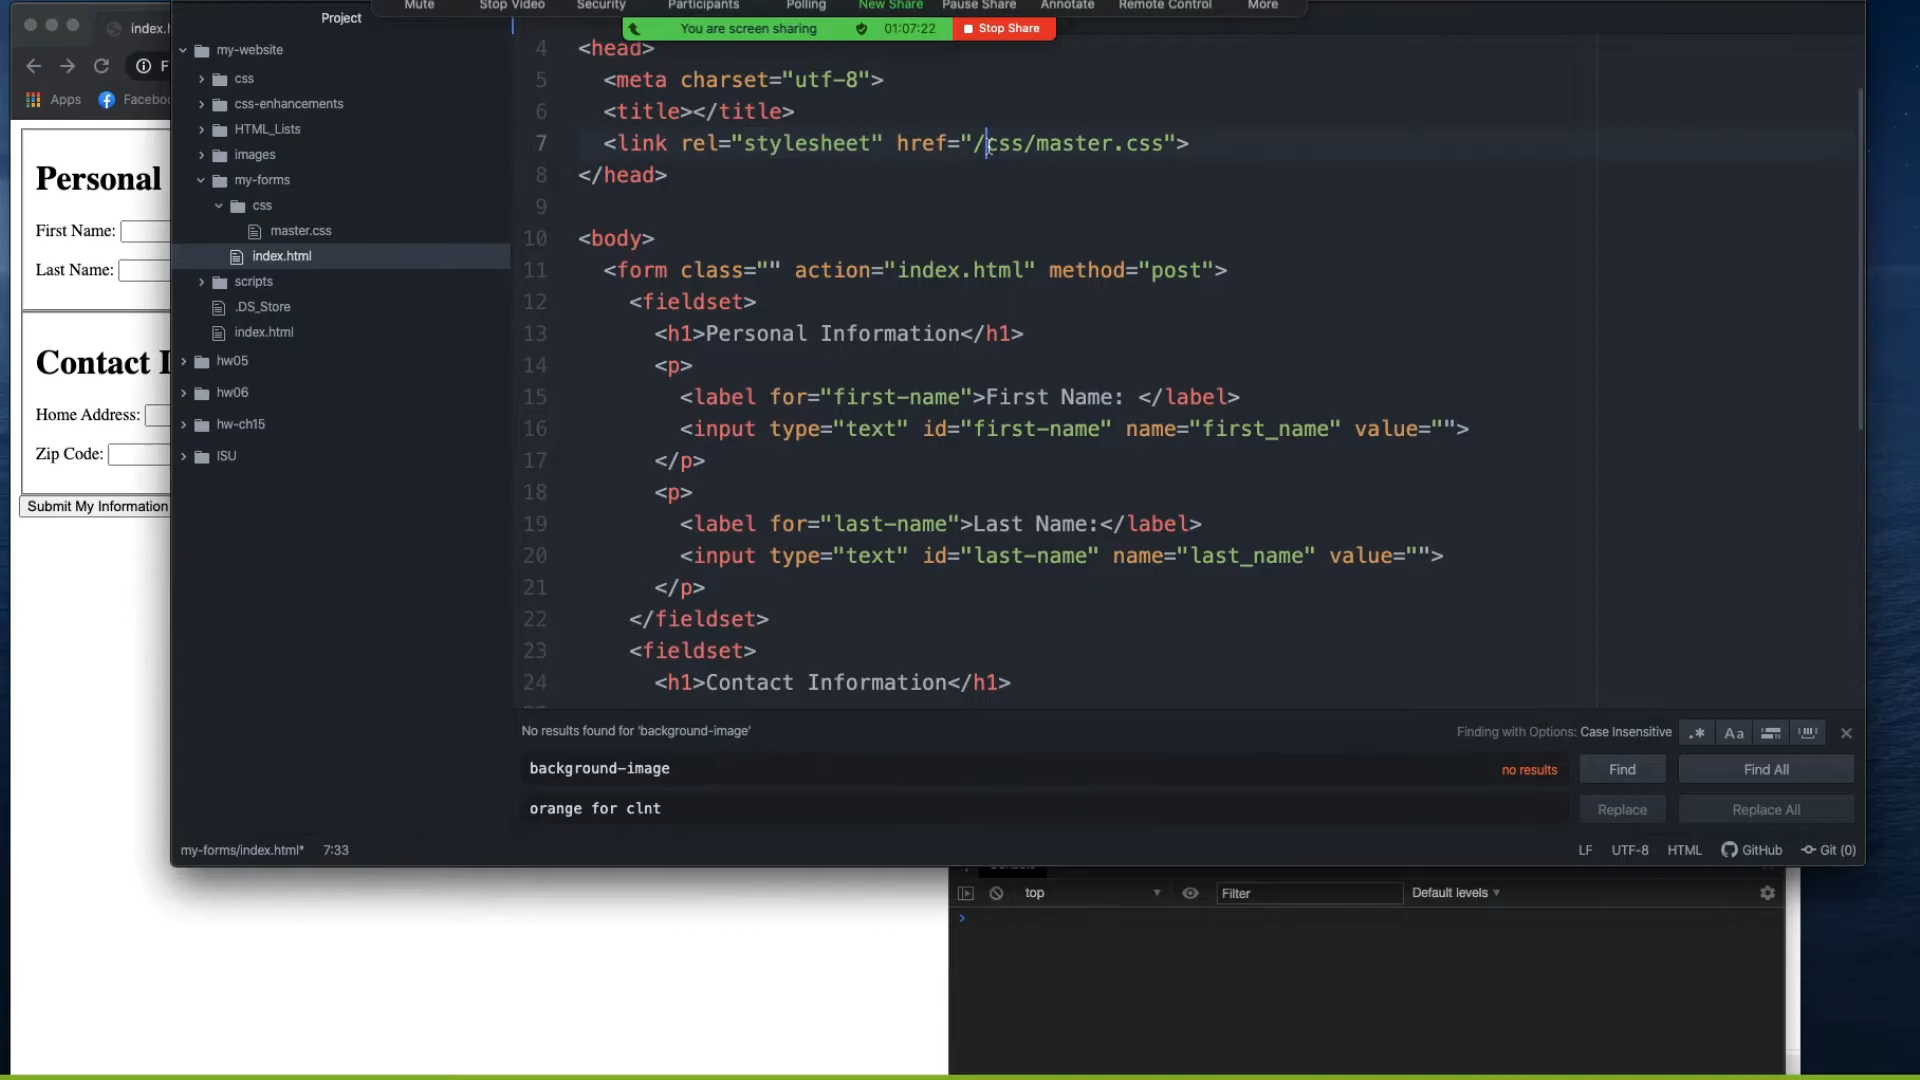 Mute Stop Video Security Participants Polling New Share Pause Share Annotate Remote Control More
You are screen sharing 01:07:22 Stop Share
index.h
F
Apps Faceboo
Personal
First Name:
Last Name:
Contact I
Home Address:
Zip Code:
Submit My Information
Project
my-website
css
css-enhancements
HTML_Lists
images
my-forms
css
master.css
index.html
scripts
.DS_Store
index.html
hw05
hw06
hw-ch15
ISU
4 <head>
5 <meta charset="utf-8">
6 <title></title>
7 <link rel="stylesheet" href="/css/master.css">
8 </head>
9
10 <body>
11 <form class="" action="index.html" method="post">
12 <fieldset>
13 <h1>Personal Information</h1>
14 <p>
15 <label for="first-name">First Name: </label>
16 <input type="text" id="first-name" name="first_name" value="">
17 </p>
18 <p>
19 <label for="last-name">Last Name:</label>
20 <input type="text" id="last-name" name="last_name" value="">
21 </p>
22 </fieldset>
23 <fieldset>
24 <h1>Contact Information</h1>
No results found for 'background-image' Finding with Options: Case Insensitive .* Aa
background-image no results Find Find All
orange for clnt Replace Replace All
my-forms/index.html* 7:33 LF UTF-8 HTML GitHub Git (0)
top Filter Default levels